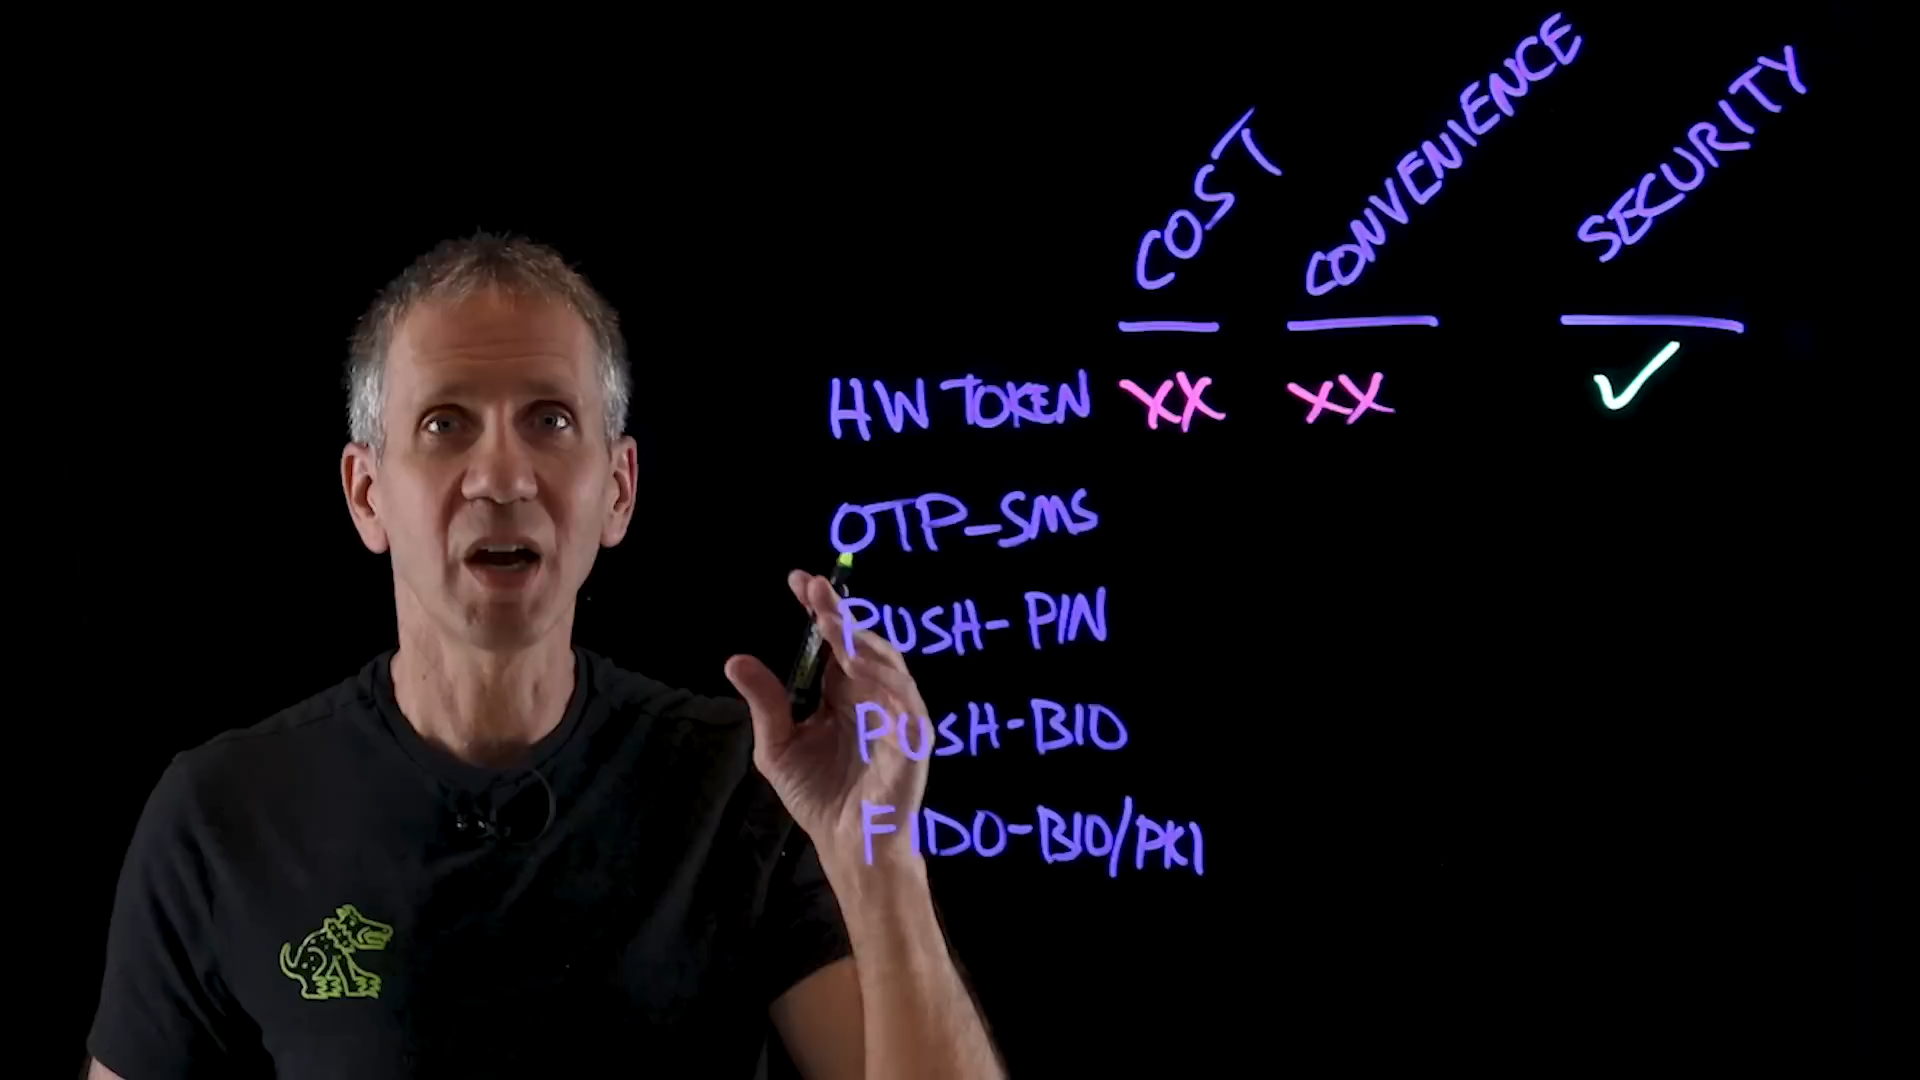 COST CONVENIENCE SECURITY
HW TOKEN XX XX ✓
OTP-SMS
PUSH-PIN
PUSH-BIO
FIDO-BIO/PKI